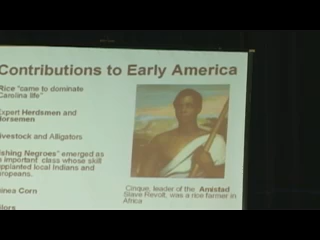 Contributions to Early America
Rice "came to dominate
Carolina life"
Expert Herdsmen and
Horsemen
Livestock and Alligators
Fishing Negroes" emerged as
important class whose skill
supplanted local Indians and
Europeans.
Guinea Corn
Cinque, leader of the Amistad
Slave Revolt, was a rice farmer in
Africa